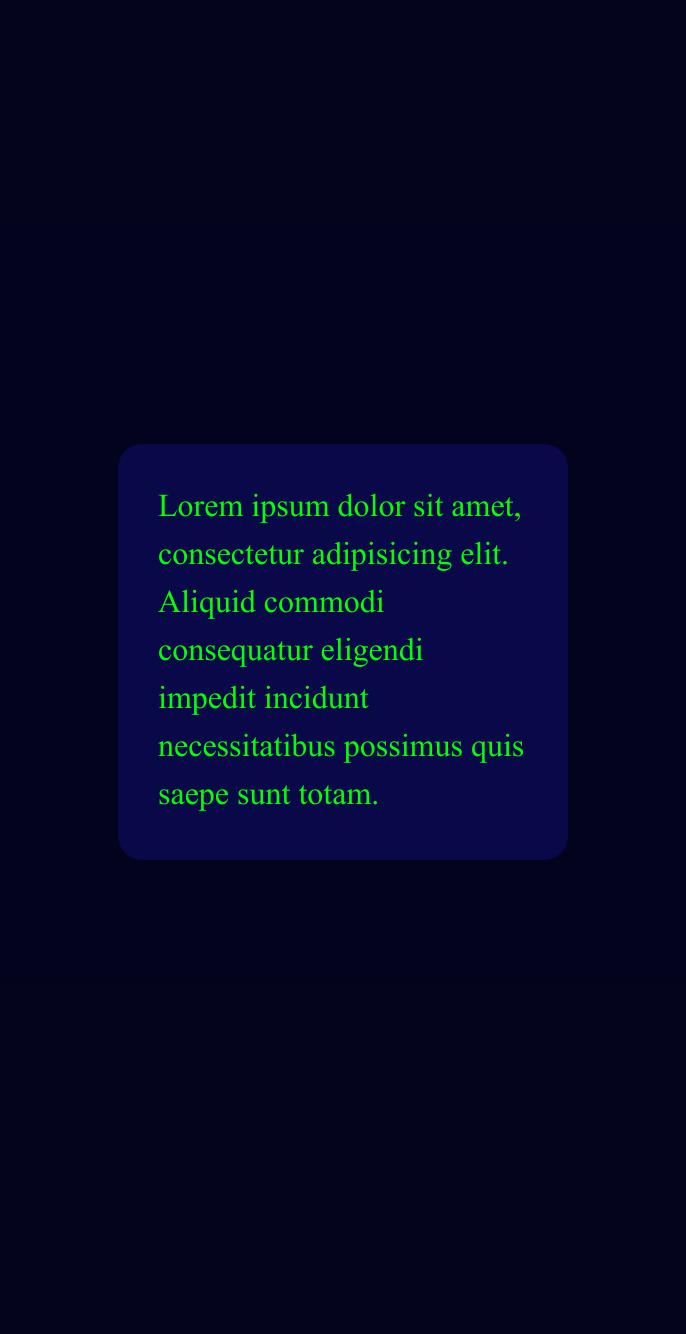 Lorem ipsum dolor sit amet,
consectetur adipisicing elit.
Aliquid commodi
consequatur eligendi
impedit incidunt
necessitatibus possimus quis
saepe sunt totam.